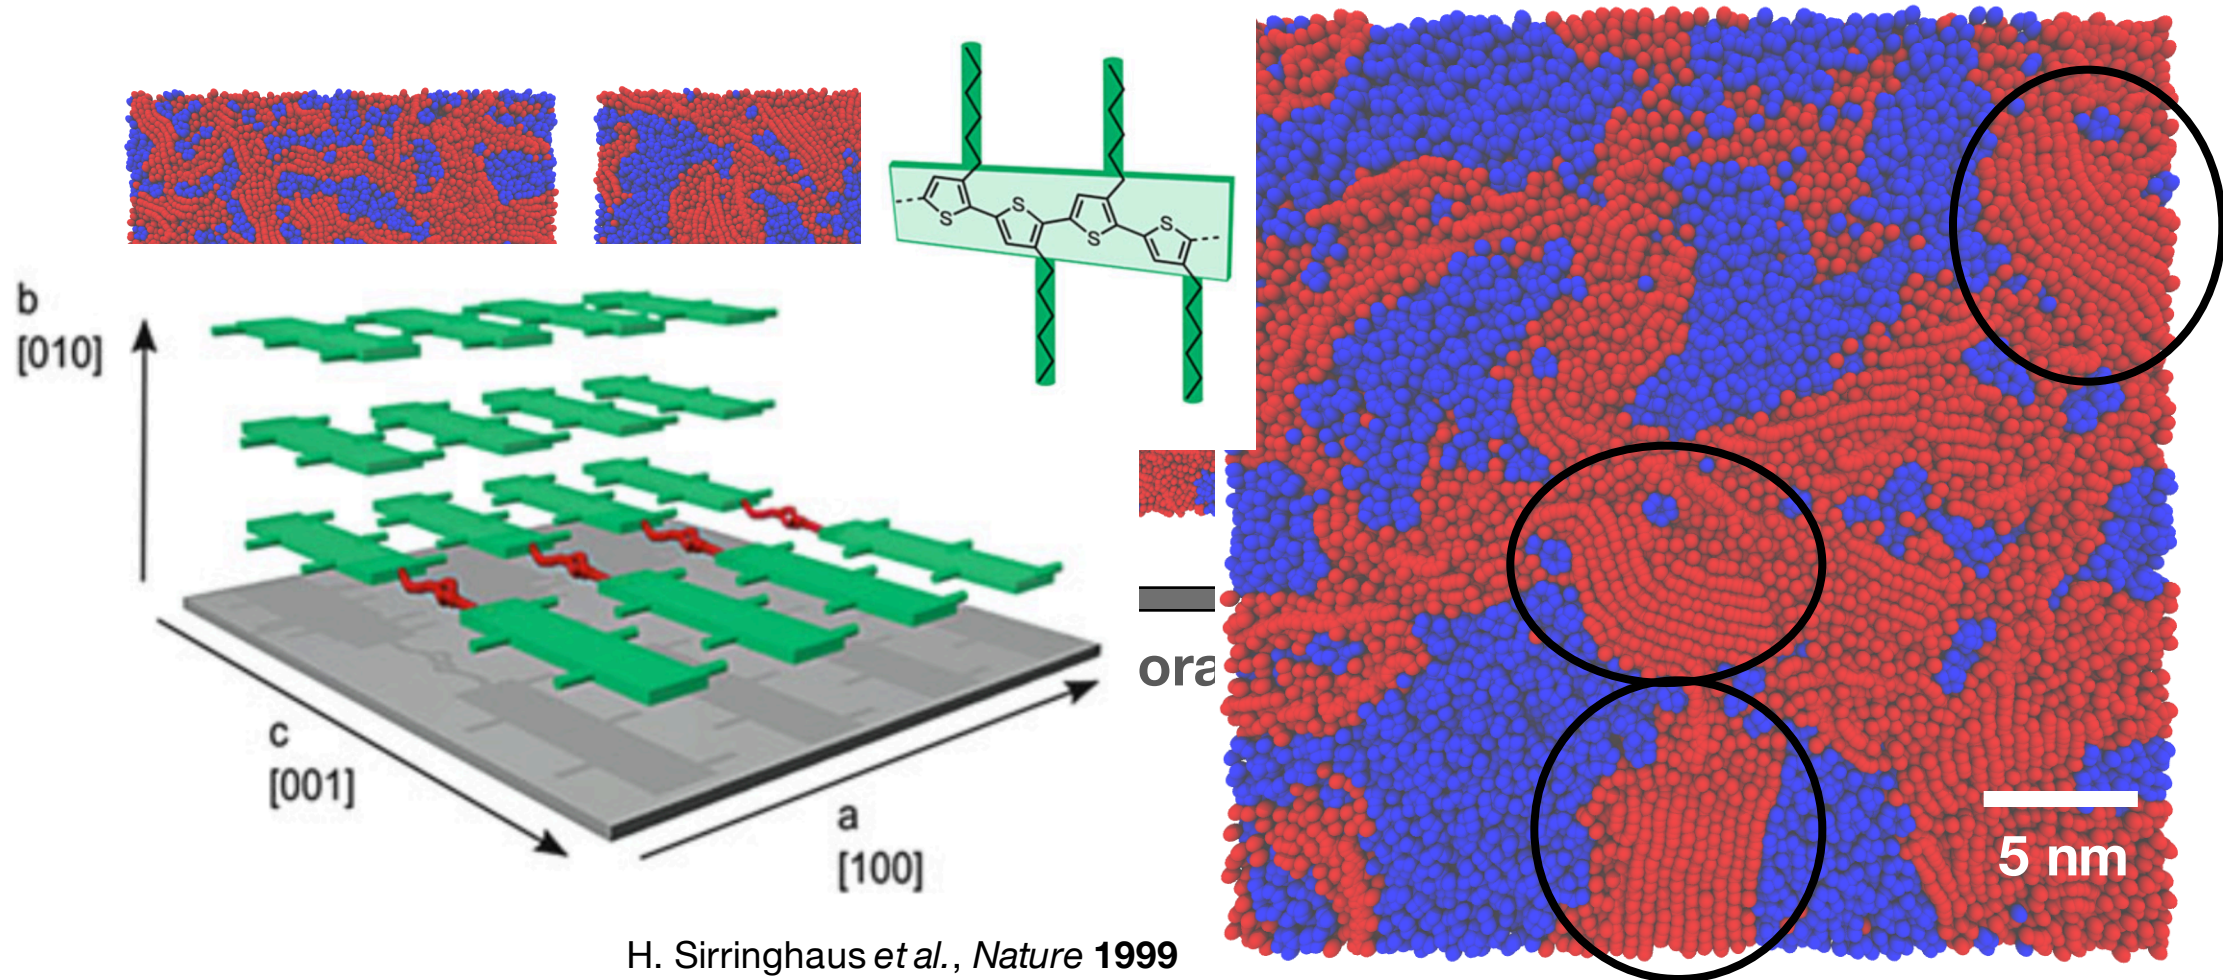 S
S
S
S
b
[010]
ora
c
[001]
a
[100]
5 nm
H. Sirringhaus et al., Nature 1999